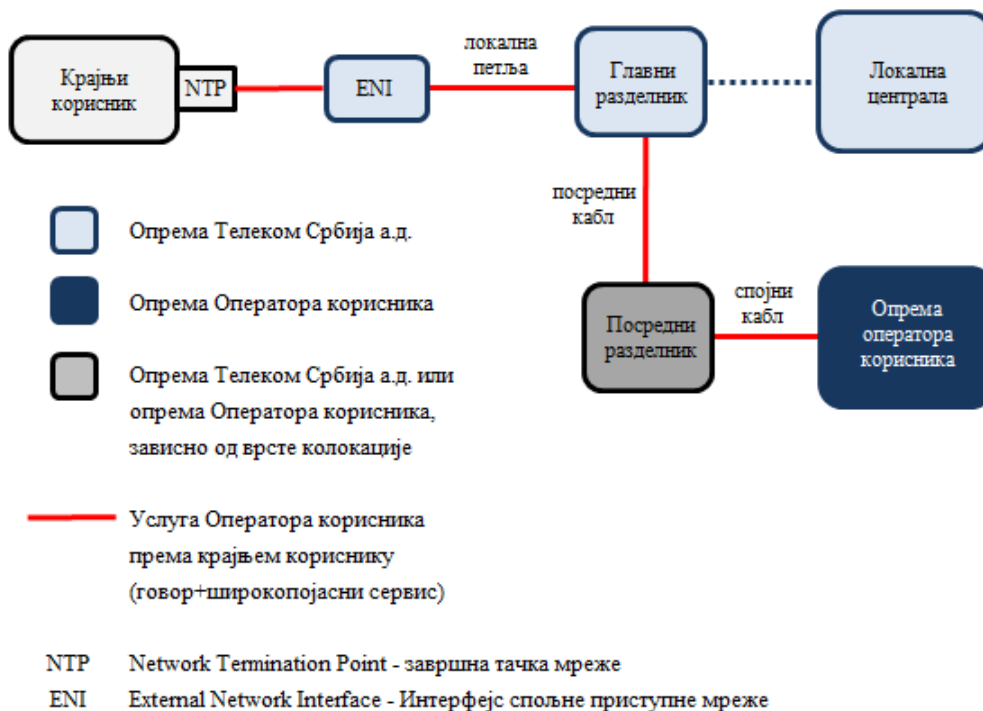 локална
петља
Крајњи
корисник
NTP
ENI
Главни
разделник
Локална
централа
посредни
кабл
Опрема Телеком Србија а.д.
Опрема Оператора корисника
Посредни
разделник
спојни
кабл
Опрема
оператора
корисника
Опрема Телеком Србија а.д. или
опрема Оператора корисника,
зависно од врсте колокације
Услуга Оператора корисника
према крајњем кориснику
(говор+широкопојасни сервис)
NTP Network Termination Point - завршна тачка мреже
ENI External Network Interface - Интерфејс спољне приступне мреже